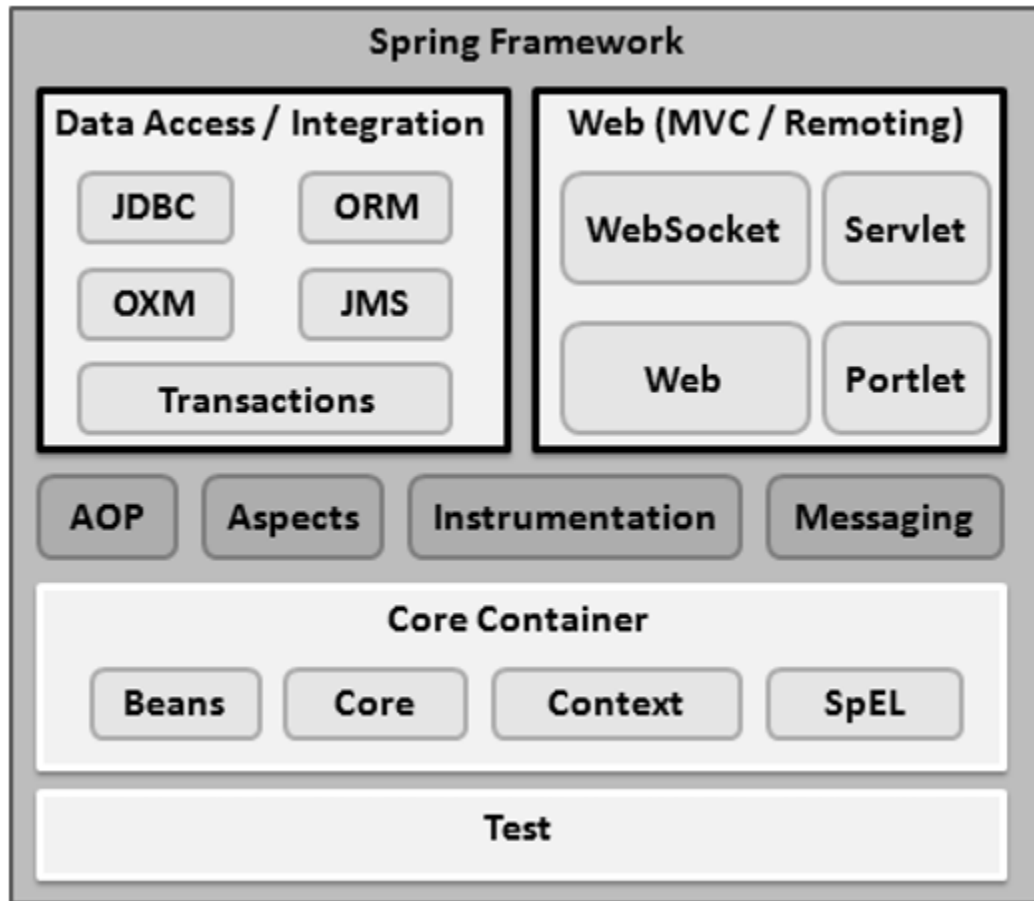 Spring Framework
Data Access / Integration
JDBC
ORM
OXM
JMS
Transactions
Web (MVC / Remoting)
WebSocket
Servlet
Web
Portlet
AOP
Aspects
Instrumentation
Messaging
Core Container
Beans
Core
Context
SpEL
Test